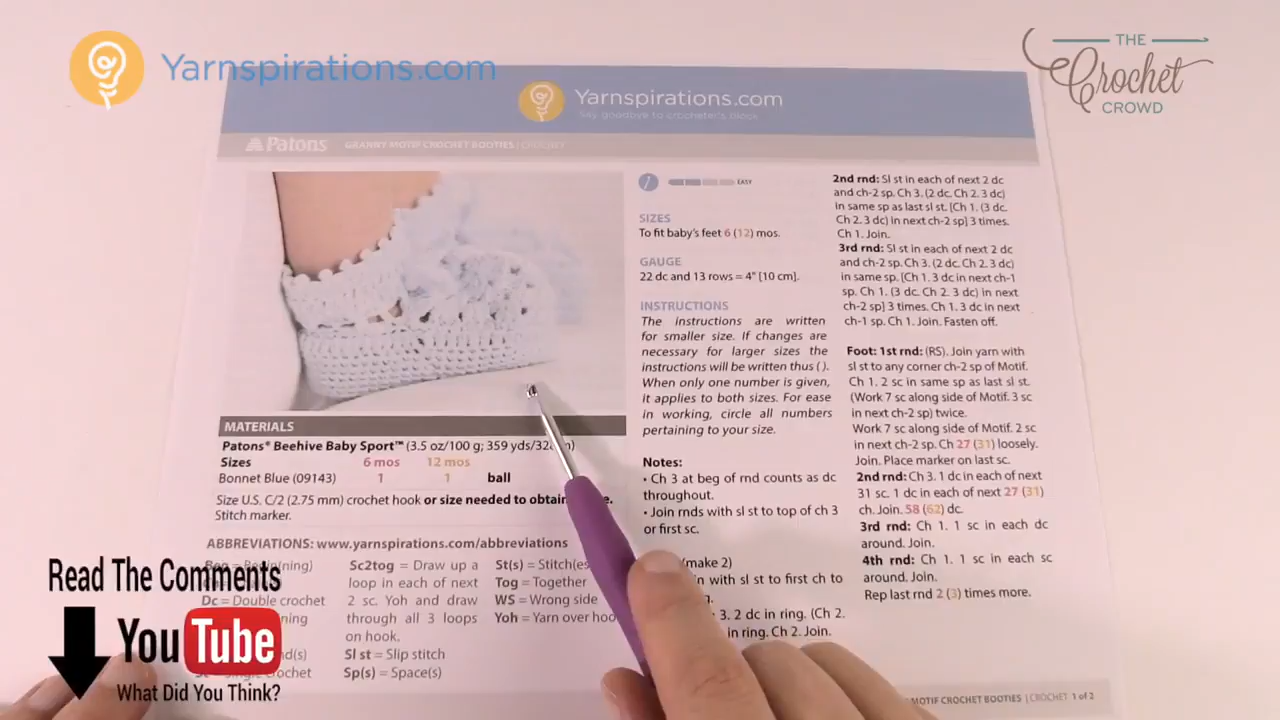 Yarnspirations.com
THE
Crochet
CROWD
Yarnspirations.com
Say goodbye to crocheter's block
Patons GRANNY MOTIF CROCHET BOOTIES | CROCHET
MATERIALS
Patons® Beehive Baby Sport™ (3.5 oz/100 g; 359 yds/32 m)
Sizes 6 mos 12 mos
Bonnet Blue (09143) 1 1 ball
Size U.S. C/2 (2.75 mm) crochet hook or size needed to obtain
Stitch marker.
ABBREVIATIONS: www.yarnspirations.com/abbreviations
Dc = Double crochet
Sc2tog = Draw up a
loop in each of next
2 sc. Yoh and draw
through all 3 loops
on hook.
Sl st = Slip stitch
Sp(s) = Space(s)
St(s) = Stitch(es
Tog = Together
WS = Wrong side
Yoh = Yarn over hoo
EASY
SIZES
To fit baby's feet 6 (12) mos.
GAUGE
22 dc and 13 rows = 4" [10 cm].
INSTRUCTIONS
The instructions are written
for smaller size. If changes are
necessary for larger sizes the
instructions will be written thus ( ).
When only one number is given,
it applies to both sizes. For ease
in working, circle all numbers
pertaining to your size.
Notes:
• Ch 3 at beg of rnd counts as dc
throughout.
• Join rnds with sl st to top of ch 3
or first sc.
(make 2)
with sl st to first ch to
3. 2 dc in ring. (Ch 2.
in ring. Ch 2. Join.
2nd rnd: Sl st in each of next 2 dc
and ch-2 sp. Ch 3. (2 dc. Ch 2. 3 dc)
in same sp as last sl st. [Ch 1. (3 dc.
Ch 2. 3 dc) in next ch-2 sp] 3 times.
Ch 1. Join.
3rd rnd: Sl st in each of next 2 dc
and ch-2 sp. Ch 3. (2 dc. Ch 2. 3 dc)
in same sp. [Ch 1. 3 dc in next ch-1
sp. Ch 1. (3 dc. Ch 2. 3 dc) in next
ch-2 sp] 3 times. Ch 1. 3 dc in next
ch-1 sp. Ch 1. Join. Fasten off.
Foot: 1st rnd: (RS). Join yarn with
sl st to any corner ch-2 sp of Motif.
Ch 1. 2 sc in same sp as last sl st.
(Work 7 sc along side of Motif. 3 sc
in next ch-2 sp) twice.
Work 7 sc along side of Motif. 2 sc
in next ch-2 sp. Ch 27 (31) loosely.
Join. Place marker on last sc.
2nd rnd: Ch 3. 1 dc in each of next
31 sc. 1 dc in each of next 27 (31)
ch. Join. 58 (62) dc.
3rd rnd: Ch 1. 1 sc in each dc
around. Join.
4th rnd: Ch 1. 1 sc in each sc
around. Join.
Rep last rnd 2 (3) times more.
MOTIF CROCHET BOOTIES | CROCHET 1 of 2
Read The Comments
YouTube
What Did You Think?